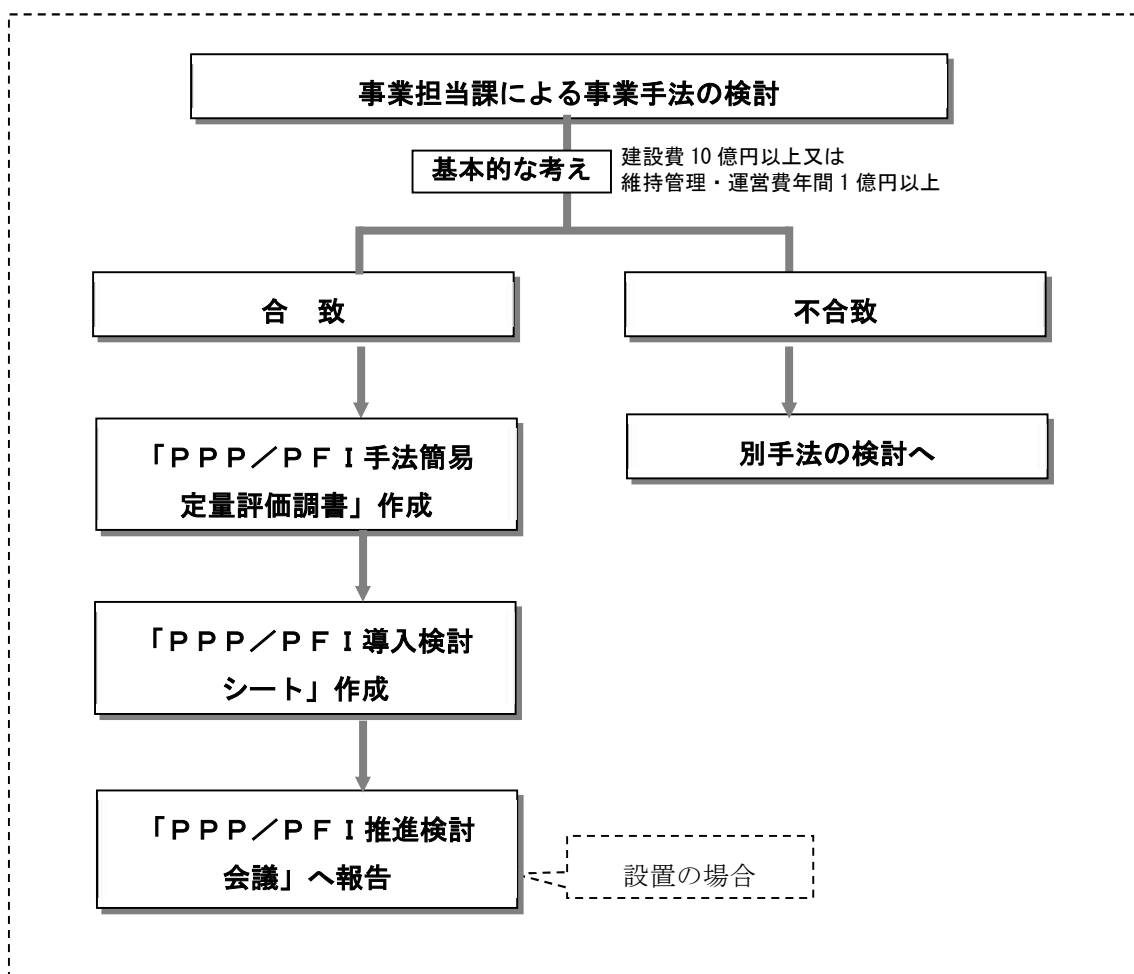 事業担当課による事業手法の検討
基本的な考え
建設費 10 億円以上又は
維持管理・運営費年間 1 億円以上
合　致
不合致
「ＰＰＰ／ＰＦＩ手法簡易
定量評価調書」作成
別手法の検討へ
「ＰＰＰ／ＰＦＩ導入検討
シート」作成
「ＰＰＰ／ＰＦＩ推進検討
会議」へ報告
設置の場合